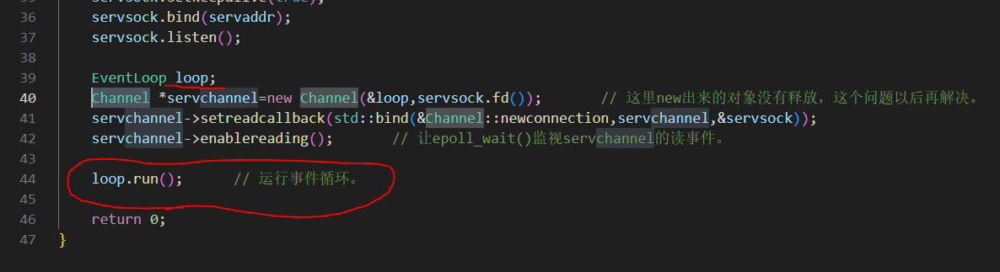 servsock.setkeepalive(true);
36 servsock.bind(servaddr);
37 servsock.listen();
38
39 EventLoop loop;
40 Channel *servchannel=new Channel(&loop,servsock.fd()); // 这里new出来的对象没有释放，这个问题以后再解决。
41 servchannel->setreadcallback(std::bind(&Channel::newconnection,servchannel,&servsock));
42 servchannel->enablereading(); // 让epoll_wait()监视servchannel的读事件。
43
44 loop.run(); // 运行事件循环。
45
46 return 0;
47 }